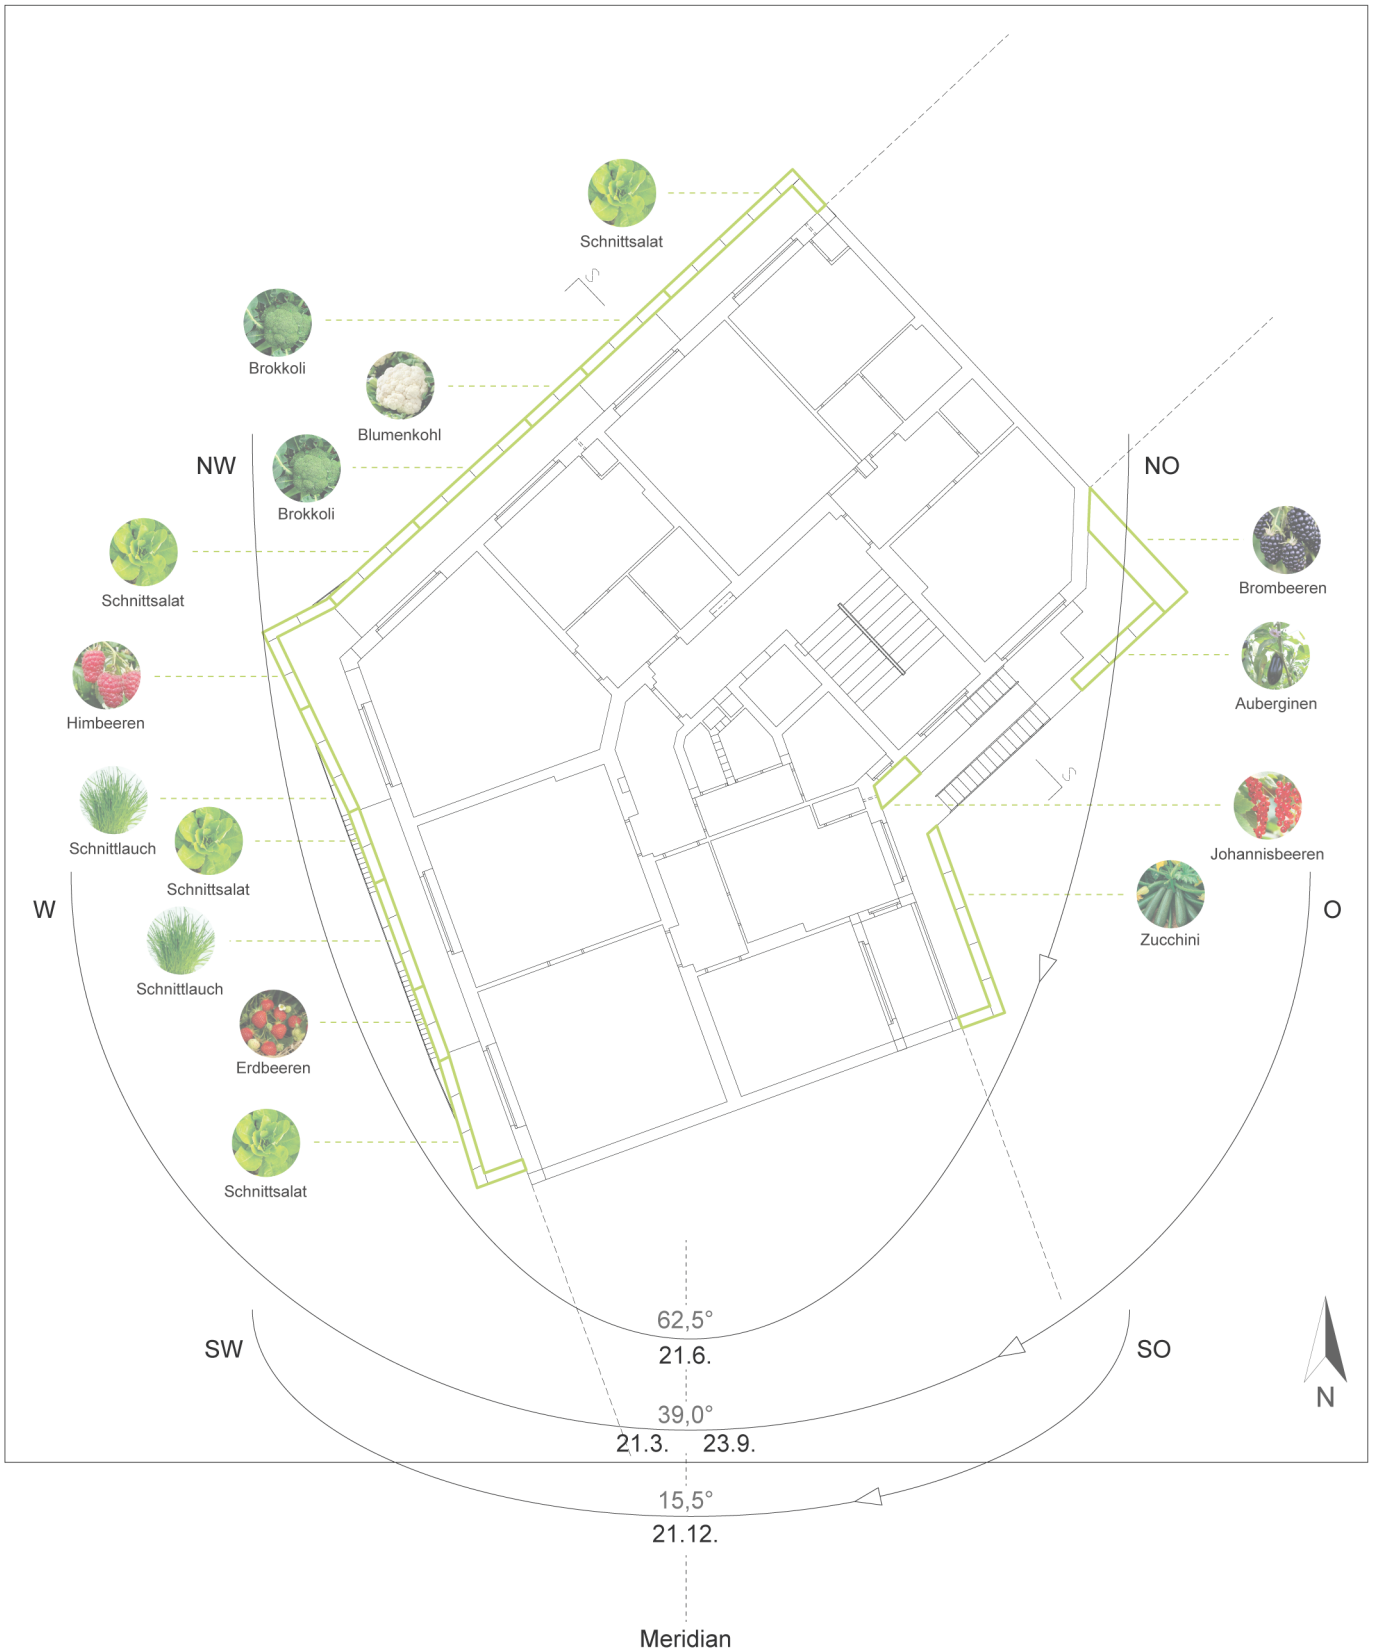 Schnittsalat
S
Brokkoli
Blumenkohl
NW
NO
Brokkoli
Schnittsalat
Brombeeren
Himbeeren
Auberginen
S
Schnittlauch
Johannisbeeren
Schnittsalat
W
O
Zucchini
Schnittlauch
Erdbeeren
Schnittsalat
62,5°
SW
21.6.
SO
N
39,0°
21.3. 23.9.
15,5°
21.12.
Meridian